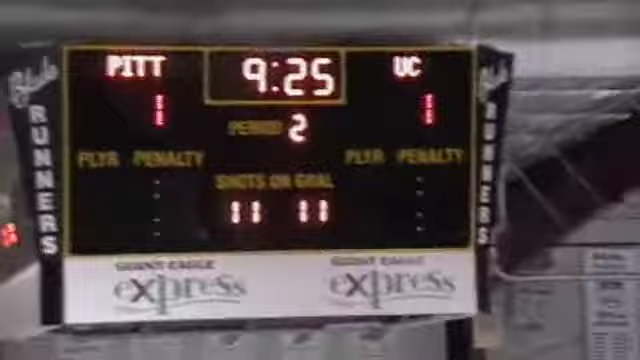 PITT 9:25 UC
1 1
PERIOD 2
PLYR PENALTY PLYR PENALTY
SHOTS ON GOAL
11 11
RUNNERS RUNNERS
GIANT EAGLE GIANT EAGLE
express express